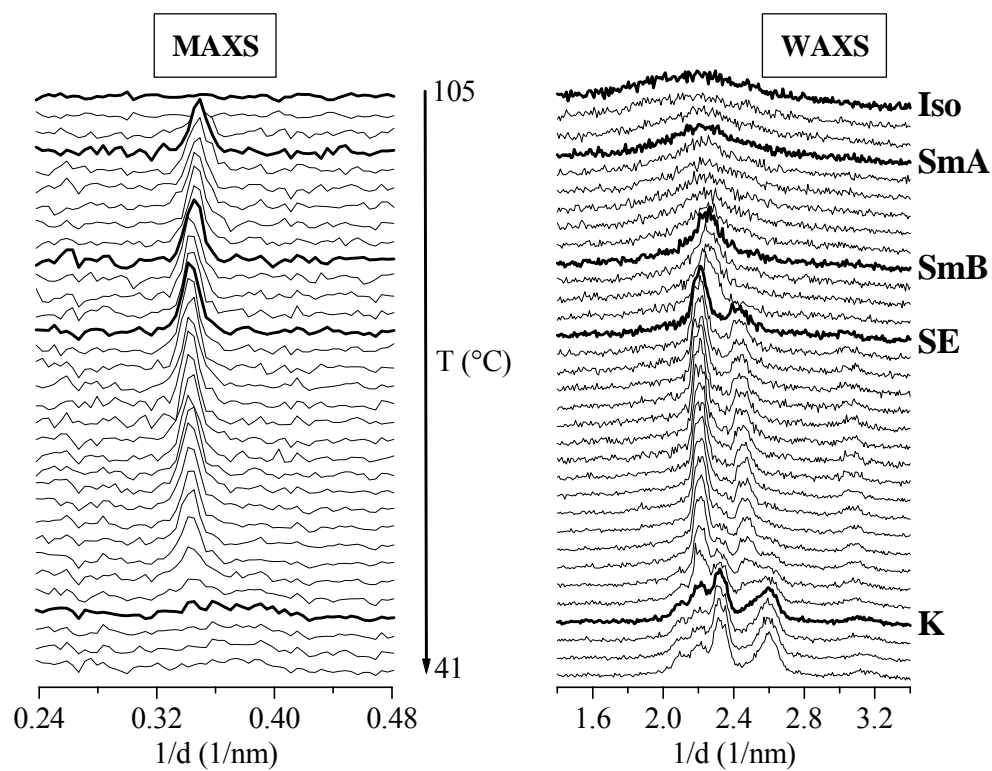 MAXS
WAXS
105
Iso
SmA
SmB
SE
T (°C)
K
41
0.24 0.32 0.40 0.48
1.6 2.0 2.4 2.8 3.2
1/d (1/nm)
1/d (1/nm)